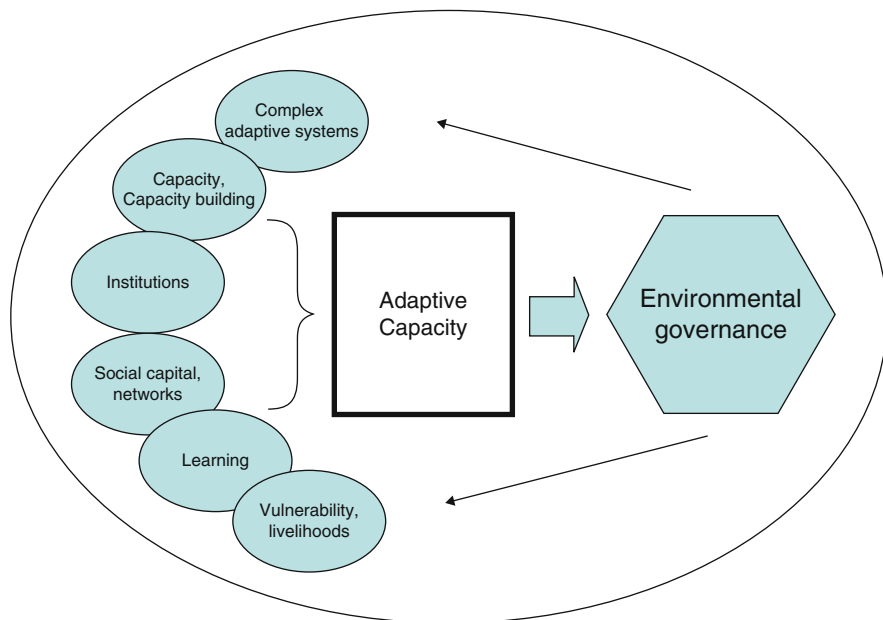 Complex
adaptive systems
Capacity,
Capacity building
Institutions
Social capital,
networks
Learning
Vulnerability,
livelihoods
Adaptive
Capacity
Environmental
governance